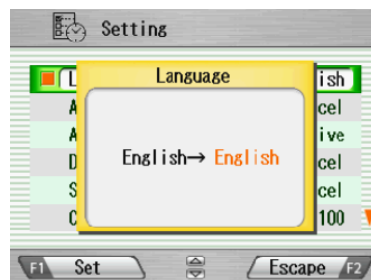 Setting
Language
English→ English
L
ish
A
cel
A
ive
D
cel
S
cel
C
100
F1 Set
Escape F2